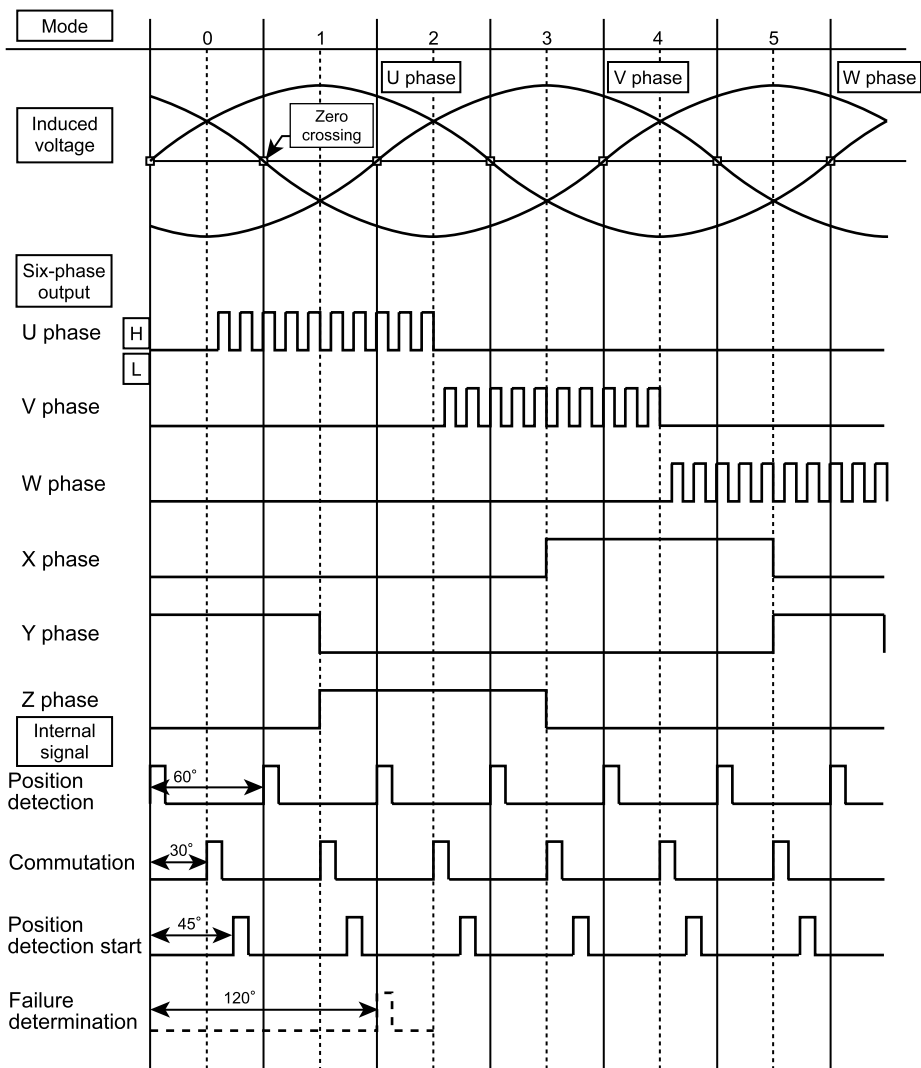 Mode
0 1 2 3 4 5
U phase V phase W phase
Induced
voltage
Zero
crossing
Six-phase
output
U phase H
L
V phase
W phase
X phase
Y phase
Z phase
Internal
signal
Position
detection
60°
Commutation
30°
Position
detection start
45°
Failure
determination
120°